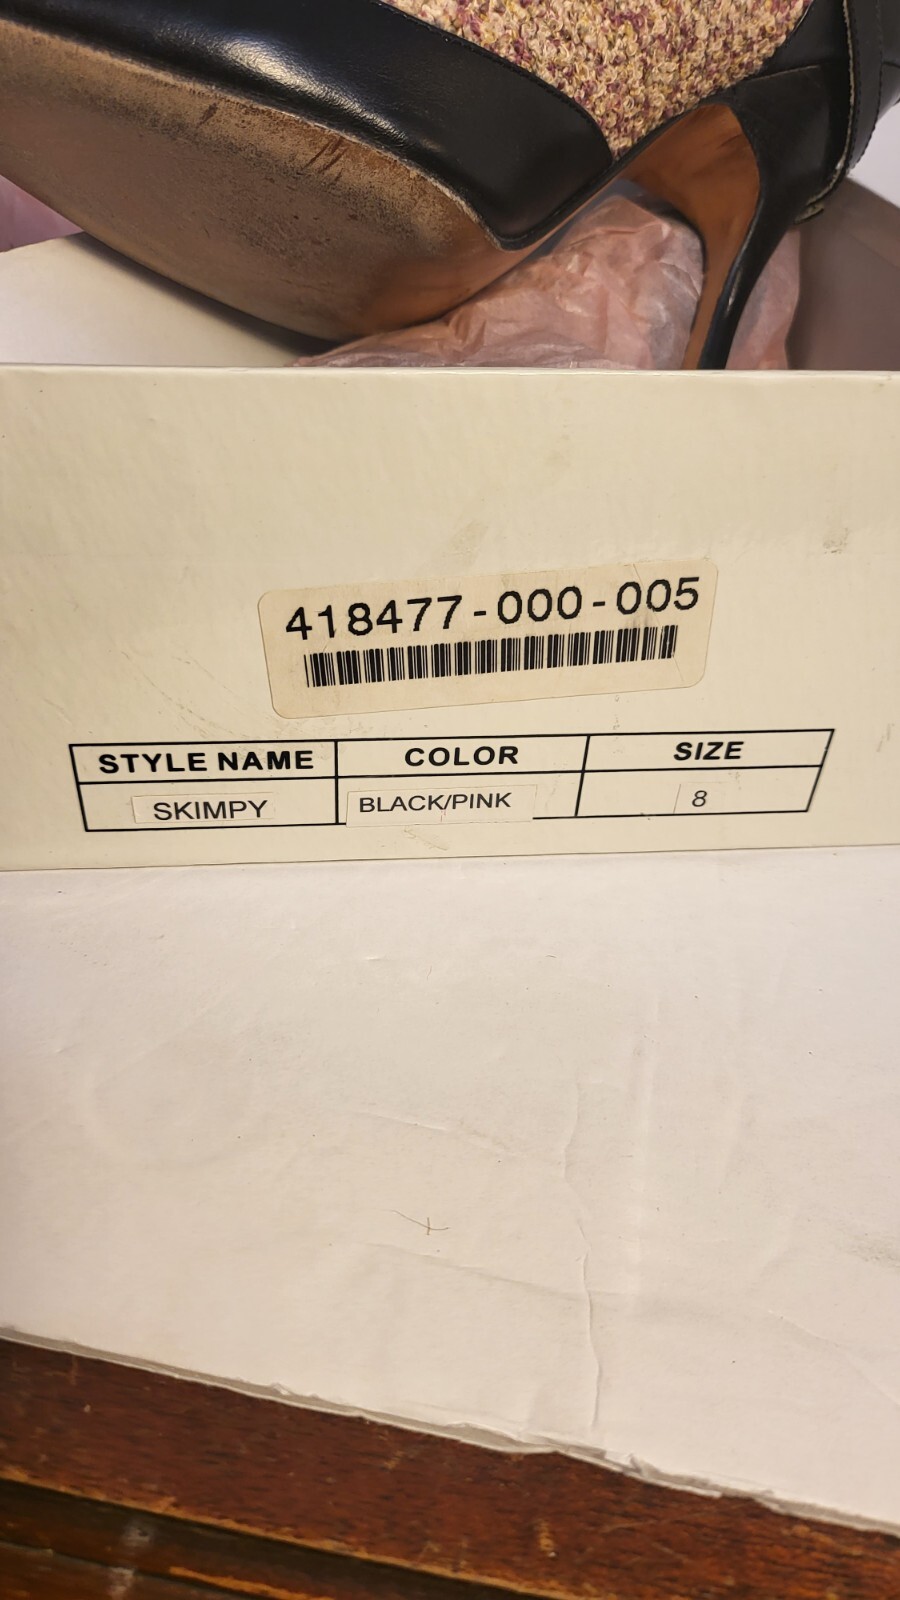 418477-000-005
STYLE NAME COLOR SIZE
SKIMPY BLACK/PINK 8